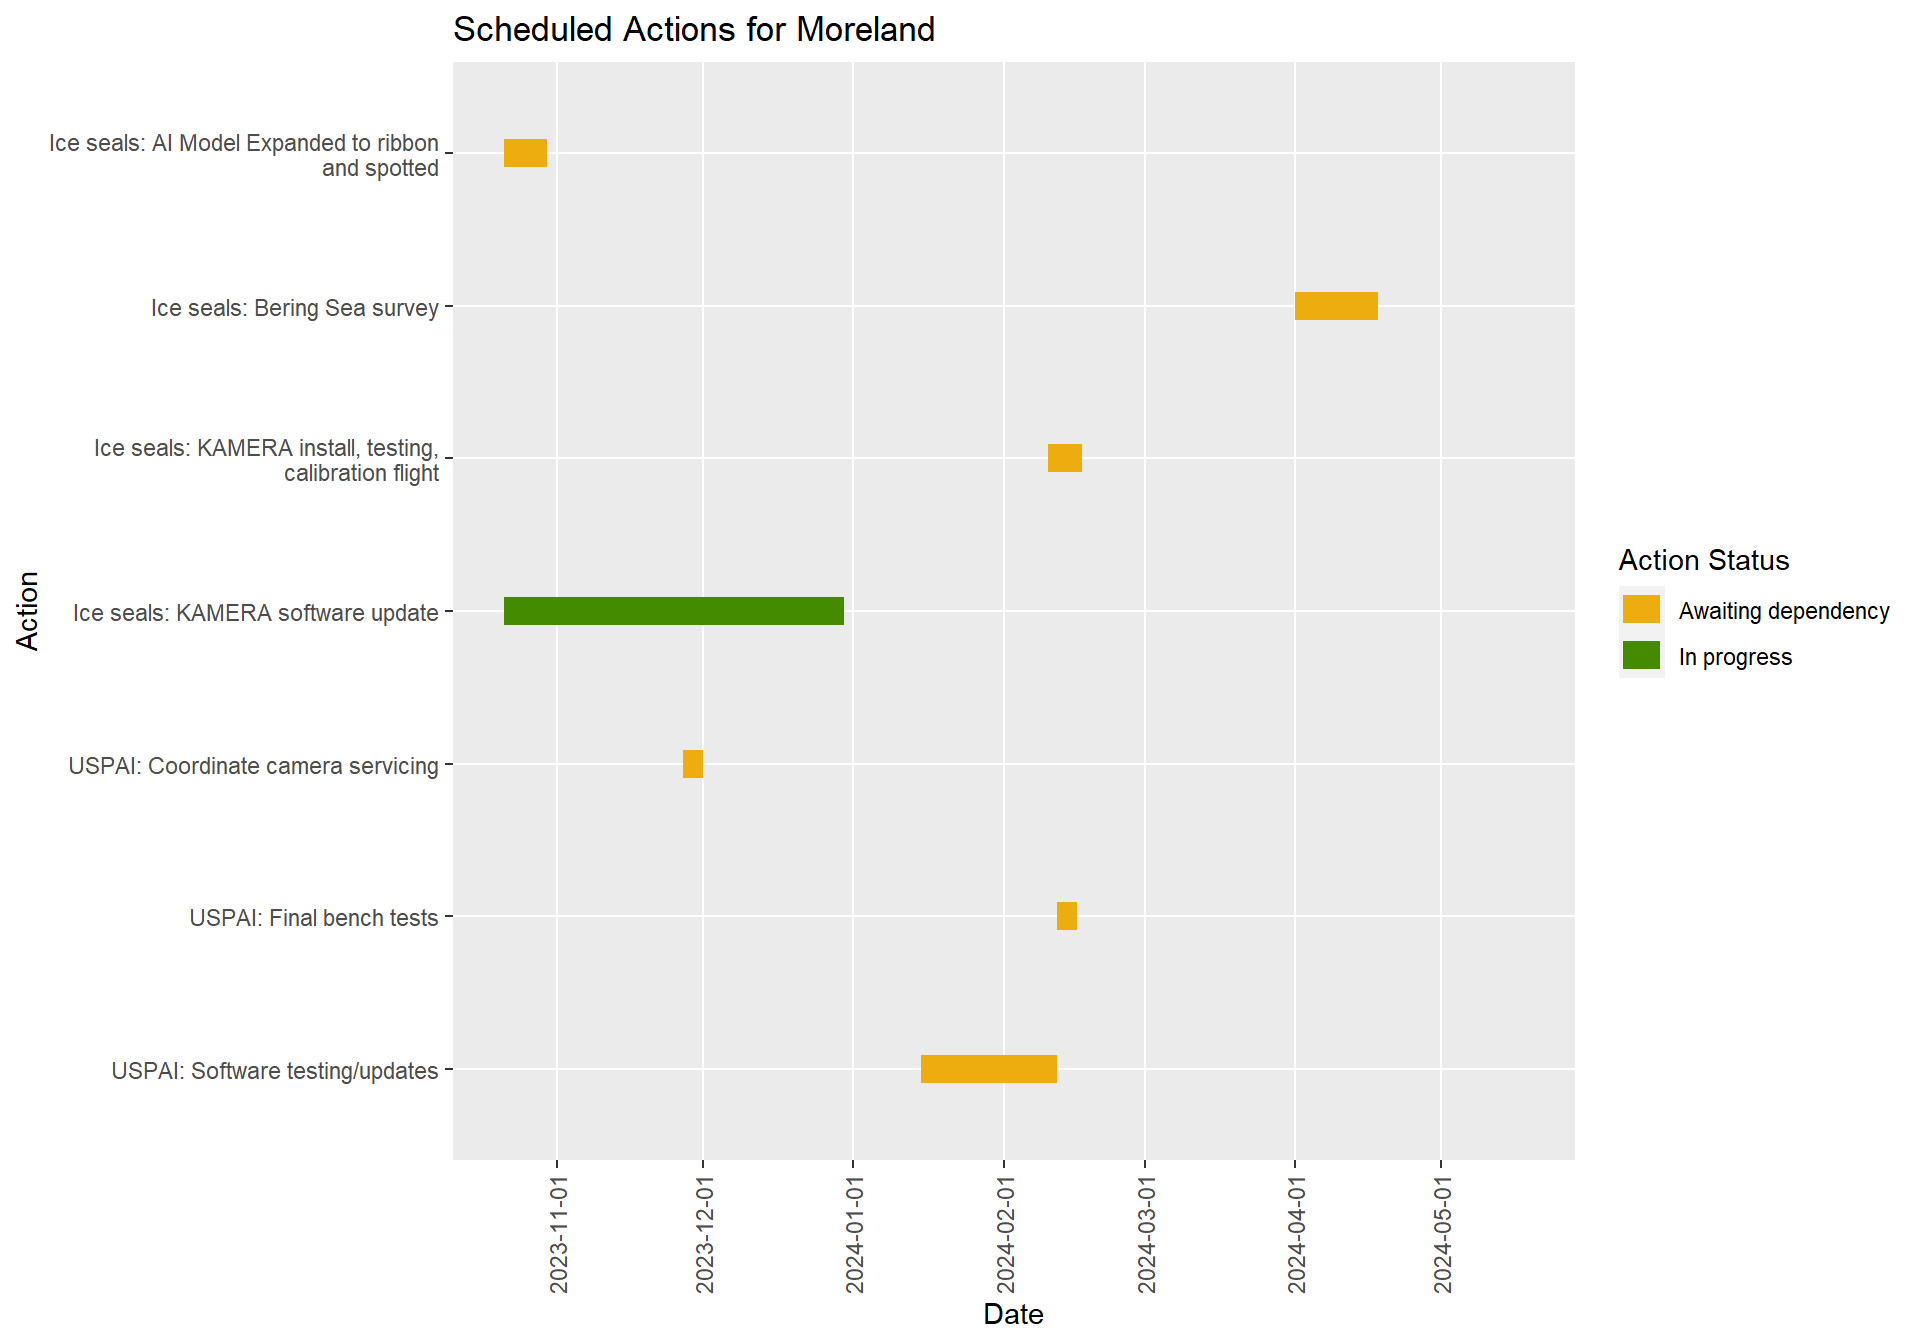 Scheduled Actions for Moreland
Ice seals: AI Model Expanded to ribbon
and spotted
Ice seals: Bering Sea survey
Ice seals: KAMERA install, testing,
calibration flight
Ice seals: KAMERA software update
USPAI: Coordinate camera servicing
USPAI: Final bench tests
USPAI: Software testing/updates
Action
2023-11-01
2023-12-01
2024-01-01
2024-02-01
2024-03-01
2024-04-01
2024-05-01
Date
Action Status
Awaiting dependency
In progress